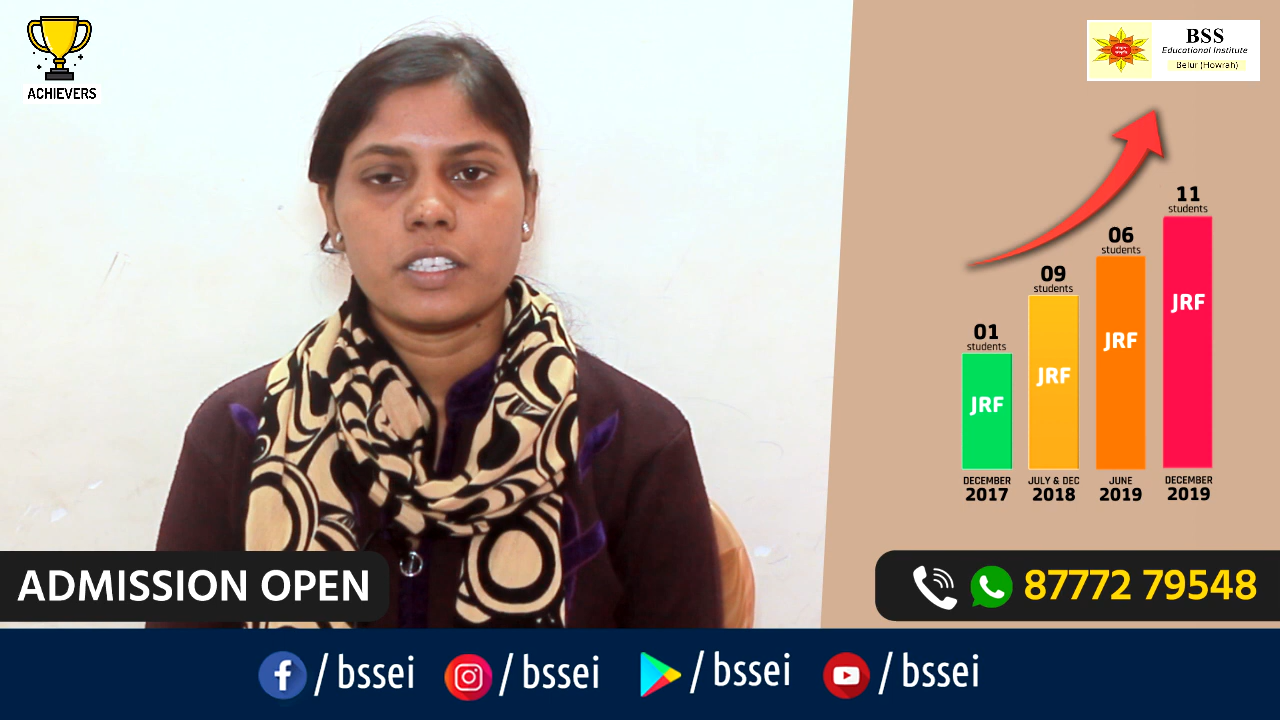 ACHIEVERS
BSS
Educational Institute
Belur (Howrah)
11
students
06
students
09
students
01
students
JRF
JRF
JRF
JRF
DECEMBER
2017
JULY & DEC
2018
JUNE
2019
DECEMBER
2019
ADMISSION OPEN
87772 79548
/ bssei
/ bssei
/ bssei
/ bssei